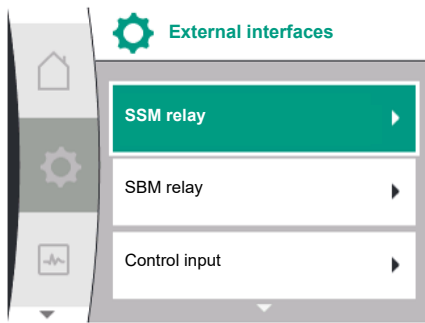 External interfaces
SSM relay
SBM relay
Control input